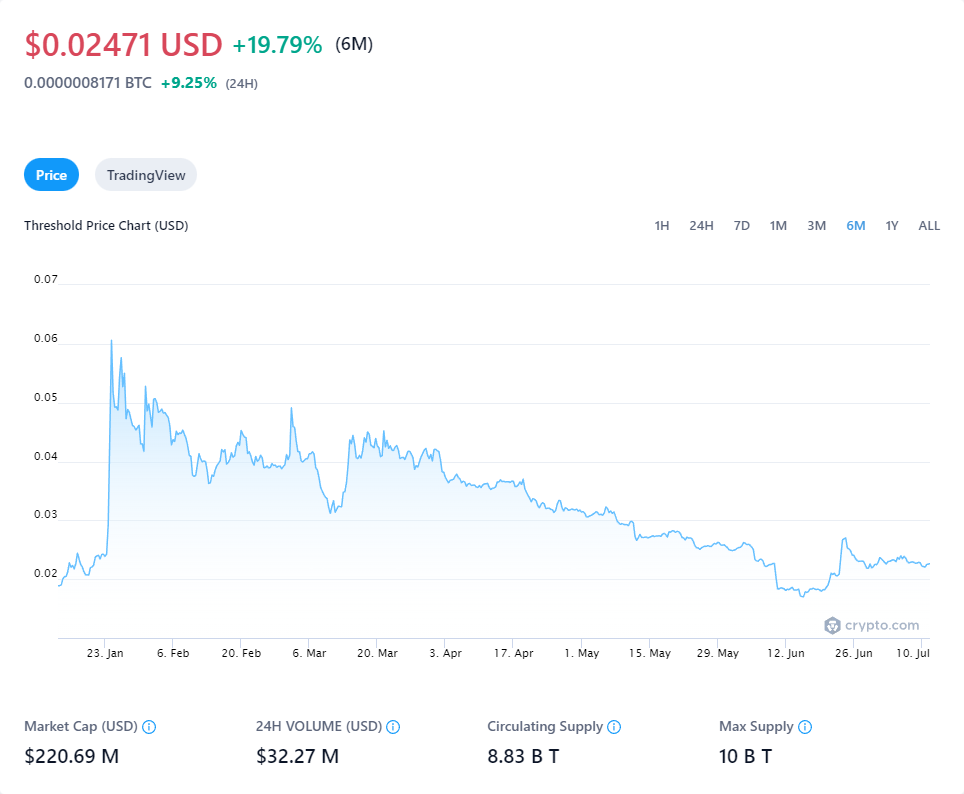 $0.02471 USD +19.79% (6M)
0.0000008171 BTC +9.25% (24H)
Price TradingView
Threshold Price Chart (USD) 1H 24H 7D 1M 3M 6M 1Y ALL
0.07
0.06
0.05
0.04
0.03
0.02
crypto.com
23. Jan 6. Feb 20. Feb 6. Mar 20. Mar 3. Apr 17. Apr 1. May 15. May 29. May 12. Jun 26. Jun 10. Jul
Market Cap (USD) 24H VOLUME (USD) Circulating Supply Max Supply
$220.69 M $32.27 M 8.83 B T 10 B T